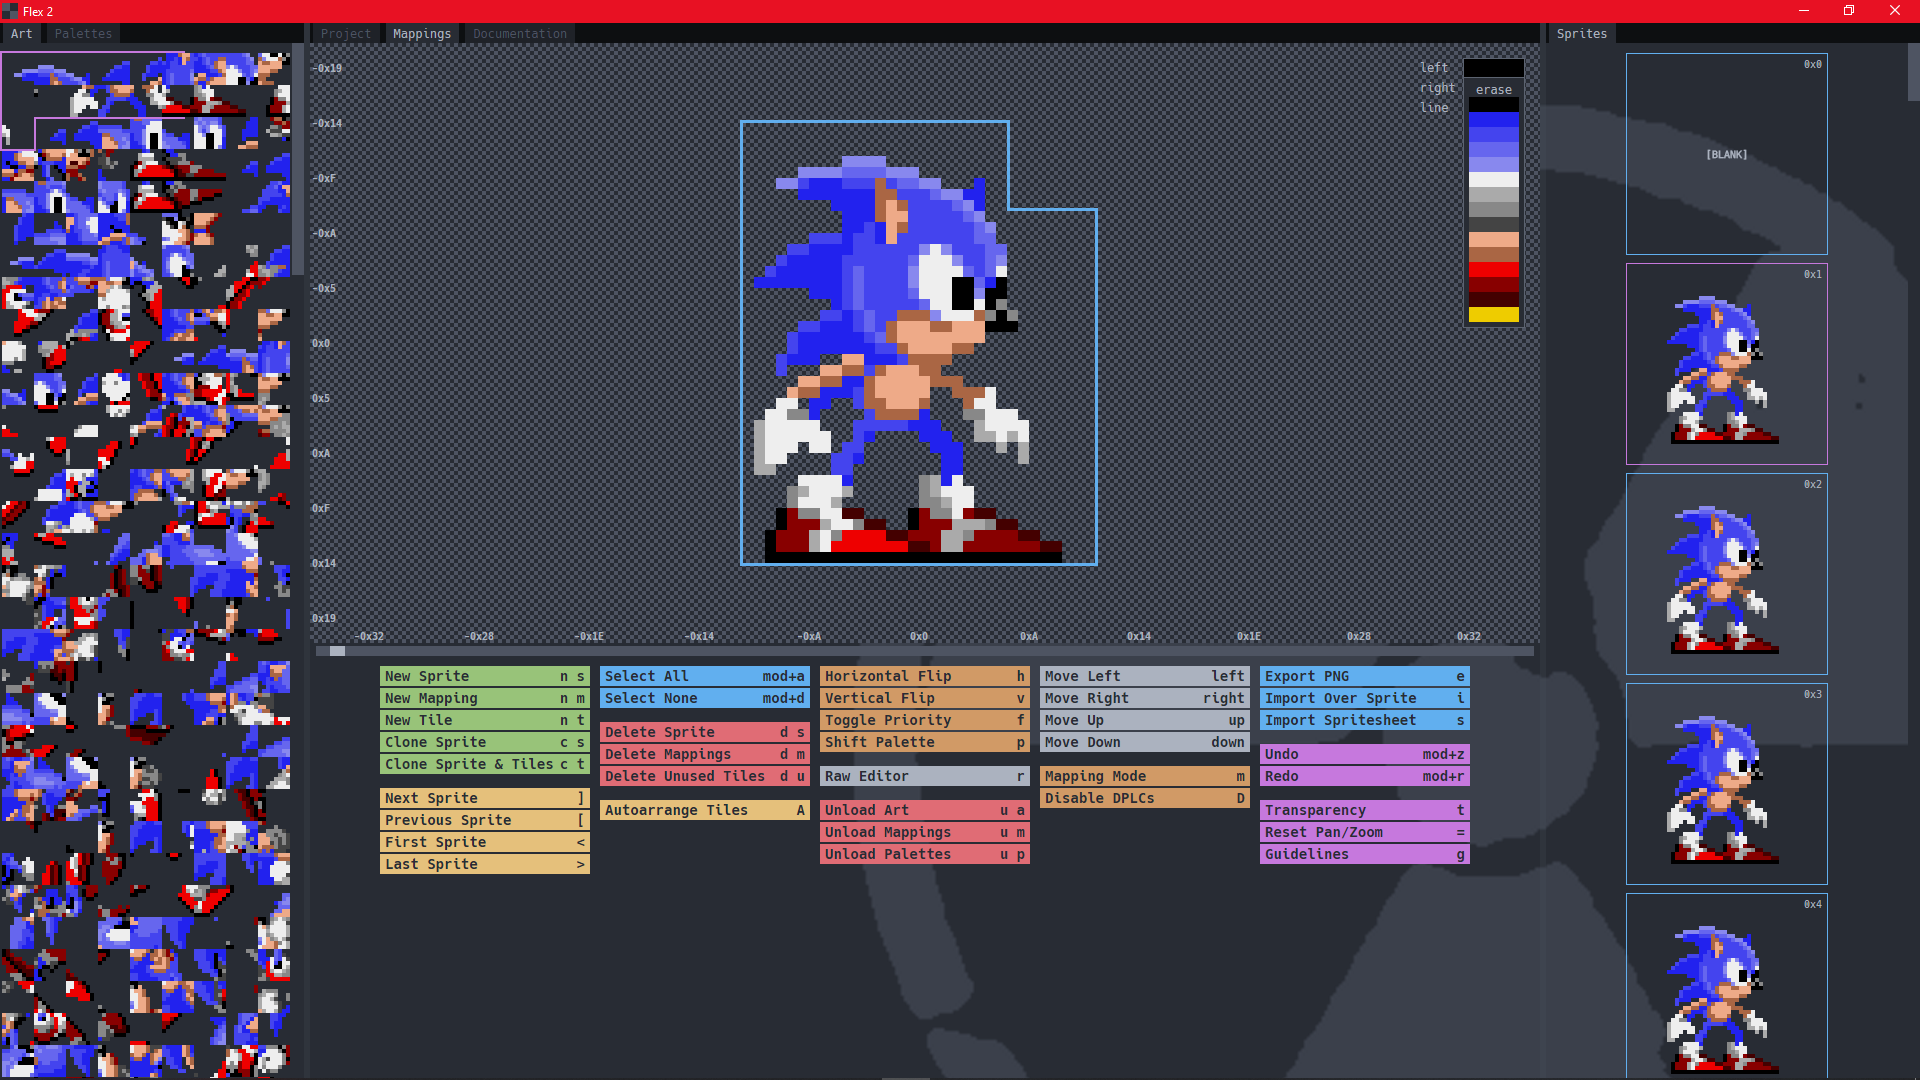 Flex 2
Art Palettes
Project Mappings Documentation
Sprites
-0x19
-0x14
-0xF
-0xA
-0x5
0x0
0x5
0xA
0xF
0x14
0x19
-0x32 -0x28 -0x1E -0x14 -0xA 0x0 0xA 0x14 0x1E 0x28 0x32
left
right
line
erase
New Sprite n s
New Mapping n m
New Tile n t
Clone Sprite c s
Clone Sprite & Tiles c t
Next Sprite ]
Previous Sprite [
First Sprite <
Last Sprite >
Select All mod+a
Select None mod+d
Delete Sprite d s
Delete Mappings d m
Delete Unused Tiles d u
Autoarrange Tiles A
Horizontal Flip h
Vertical Flip v
Toggle Priority f
Shift Palette p
Raw Editor r
Unload Art u a
Unload Mappings u m
Unload Palettes u p
Move Left left
Move Right right
Move Up up
Move Down down
Mapping Mode m
Disable DPLCs D
Export PNG e
Import Over Sprite i
Import Spritesheet s
Undo mod+z
Redo mod+r
Transparency t
Reset Pan/Zoom =
Guidelines g
0x0
[BLANK]
0x1
0x2
0x3
0x4